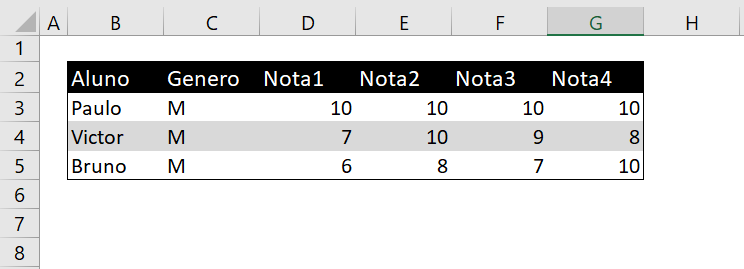 A B C D E F G H
1
2 Aluno Genero Nota1 Nota2 Nota3 Nota4
3 Paulo M 10 10 10 10
4 Victor M 7 10 9 8
5 Bruno M 6 8 7 10
6
7
8